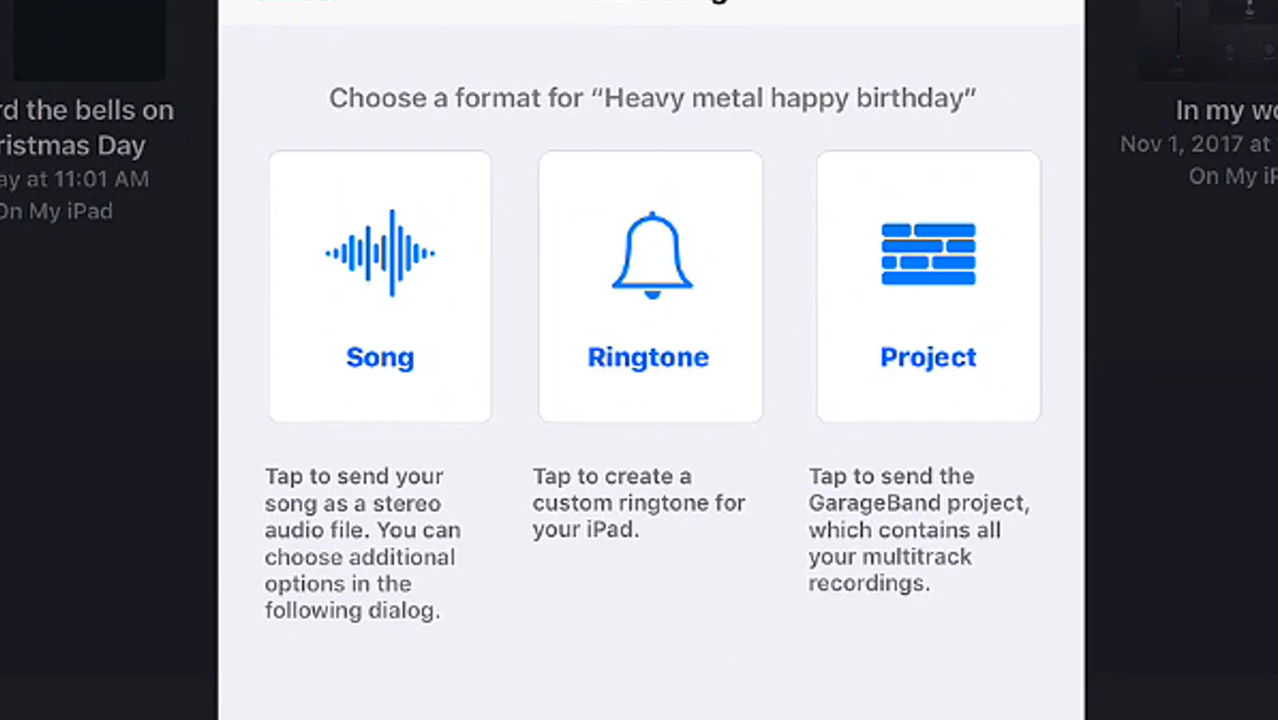 Choose a format for “Heavy metal happy birthday”
rd the bells on
ristmas Day
ay at 11:01 AM
On My iPad
In my wo
Nov 1, 2017 at
On My iP
Song
Ringtone
Project
Tap to send your
song as a stereo
audio file. You can
choose additional
options in the
following dialog.
Tap to create a
custom ringtone for
your iPad.
Tap to send the
GarageBand project,
which contains all
your multitrack
recordings.